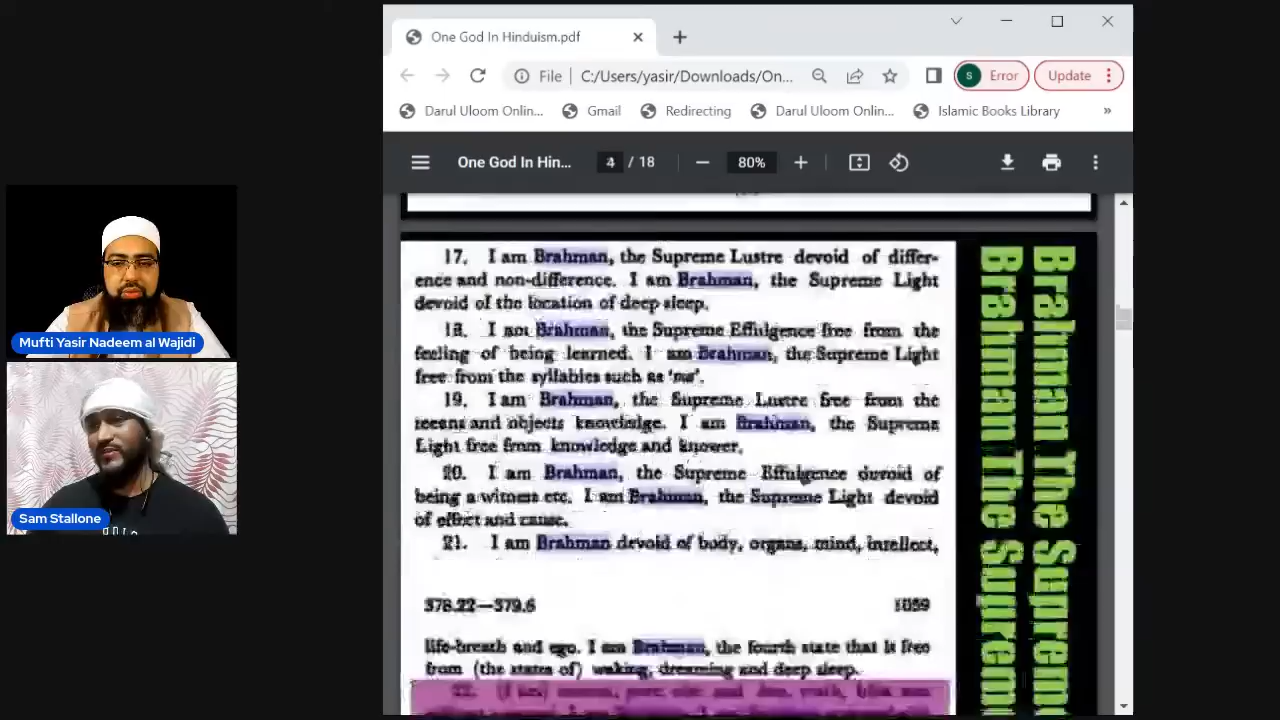 One God In Hinduism.pdf
File C:/Users/yasir/Downloads/On... S Error Update
Darul Uloom Onlin... Gmail Redirecting Darul Uloom Onlin... Islamic Books Library »
One God In Hin... 4 / 18 80%
17. I am Brahman, the Supreme Lustre devoid of differ-
ence and non-difference. I am Brahman, the Supreme Light
devoid of the location of deep sleep.
18. I am Brahman, the Supreme Effulgence free from the
feeling of being learned. I am Brahman, the Supreme Light
free from the syllables such as 'ma'.
19. I am Brahman, the Supreme Lustre free from the
means and objects knowledge. I am Brahman, the Supreme
Light free from knowledge and knower.
20. I am Brahman, the Supreme Effulgence devoid of
being a witness etc. I am Brahman, the Supreme Light devoid
of effect and cause.
21. I am Brahman devoid of body, organs, mind, intellect,
378.22—379.6 1059
life-breath and ego. I am Brahman, the fourth state that is free
from (the states of) waking, dreaming and deep sleep.
22.
Brahman The Supreme
Brahman The Supreme
Mufti Yasir Nadeem al Wajidi
Sam Stallone